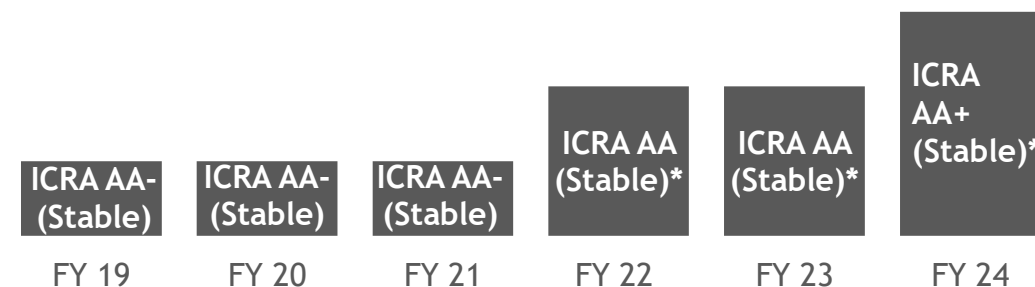 ICRA AA-
(Stable)
ICRA AA-
(Stable)
ICRA AA-
(Stable)
ICRA AA
(Stable)*
ICRA AA
(Stable)*
ICRA
AA+
(Stable)*
FY 19
FY 20
FY 21
FY 22
FY 23
FY 24